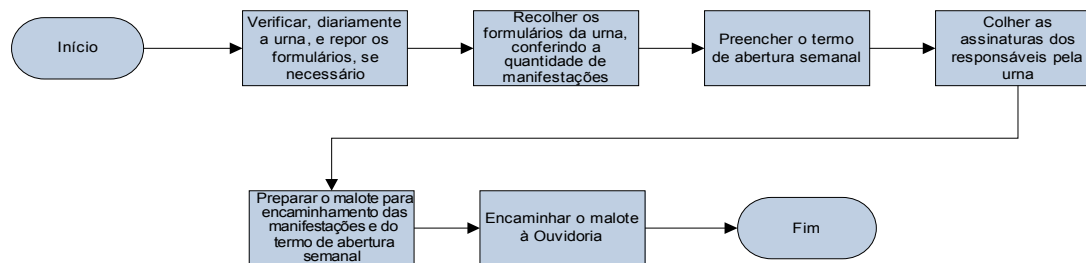 Início
Verificar, diariamente
a urna, e repor os
formulários, se
necessário
Recolher os
formulários da urna,
conferindo a
quantidade de
manifestações
Preencher o termo
de abertura semanal
Colher as
assinaturas dos
responsáveis pela
urna
Preparar o malote para
encaminhamento das
manifestações e do
termo de abertura
semanal
Encaminhar o malote
à Ouvidoria
Fim